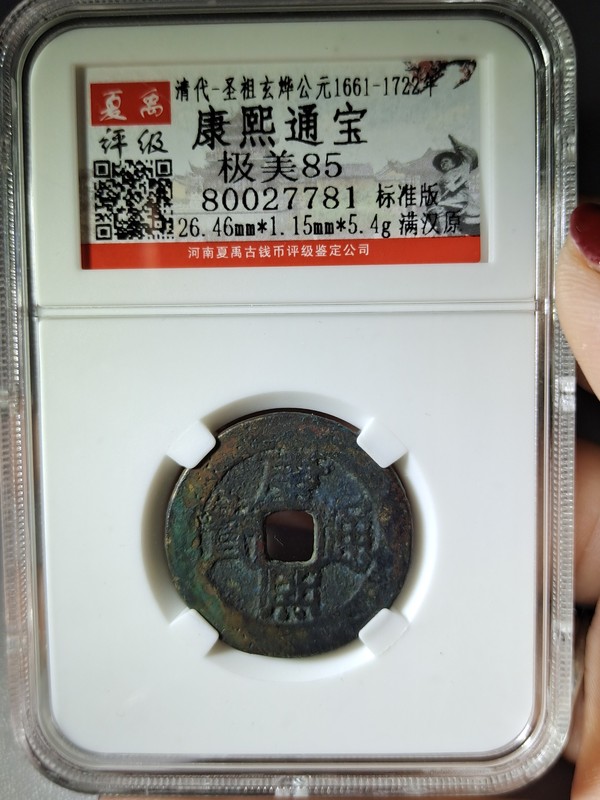 夏禹
评级
清代-圣祖玄烨公元1661-1722年
康熙通宝
极美85
80027781 标准版
26.46mm*1.15mm*5.4g 满汉原
河南夏禹古钱币评级鉴定公司
康熙通寳